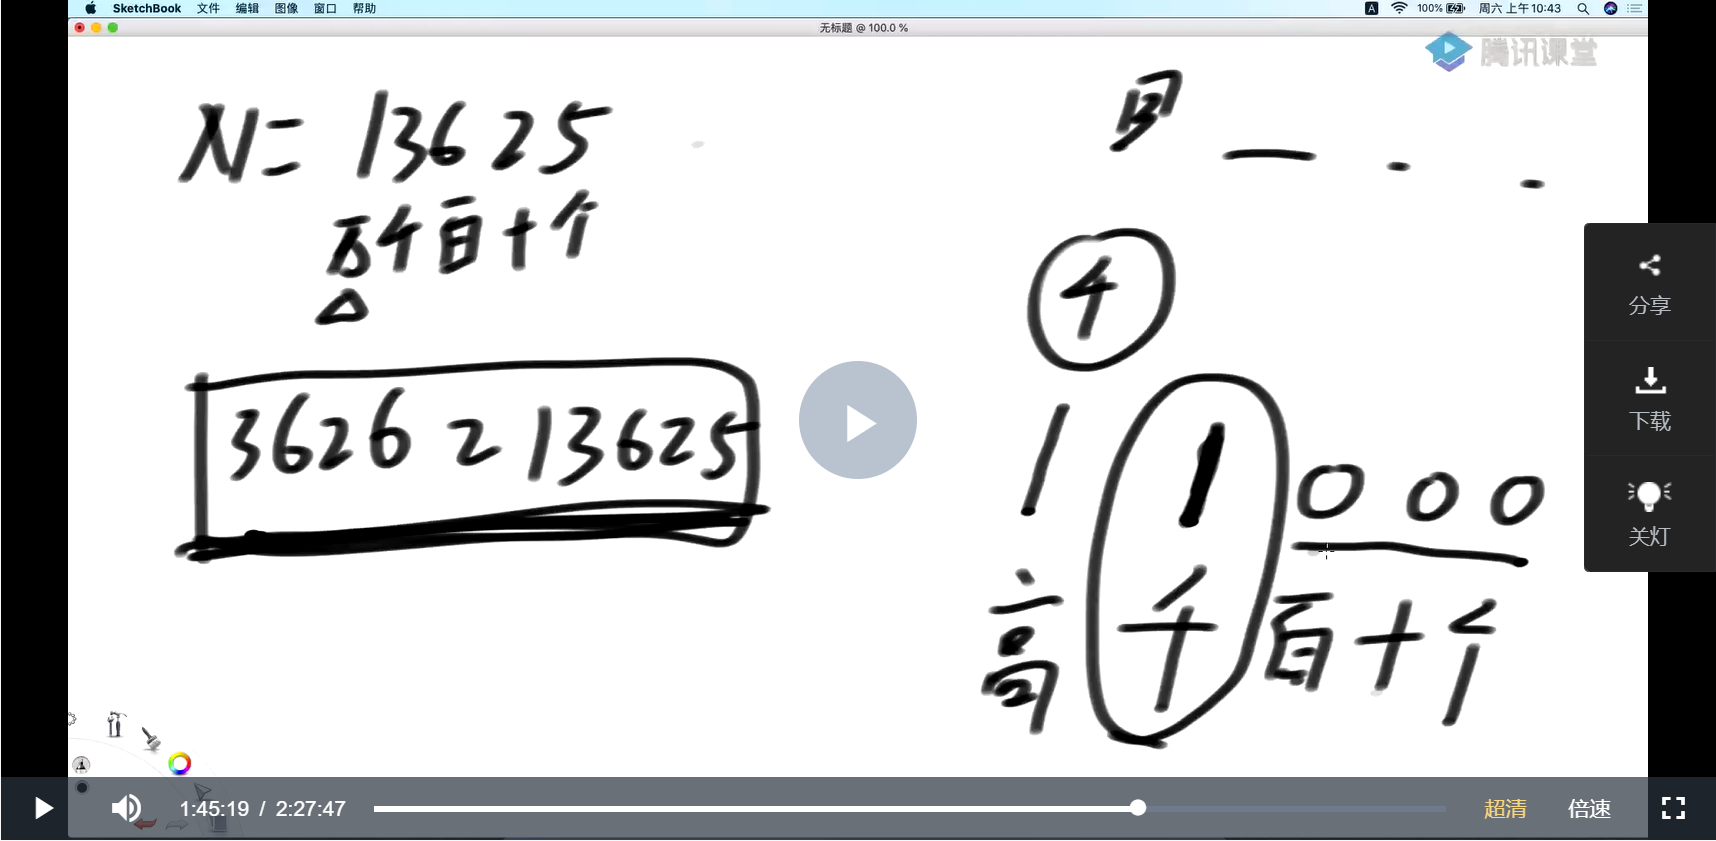 SketchBook 文件 编辑 图像 窗口 帮助
A 100% 周六 上午10:43
无标题 @ 100.0 %
腾讯课堂
N= 13625
万千百十个
3626 2 13625
4
1 1 0 0 0
高 千 百 十 个
分享
下载
关灯
1:45:19 / 2:27:47
超清 倍速